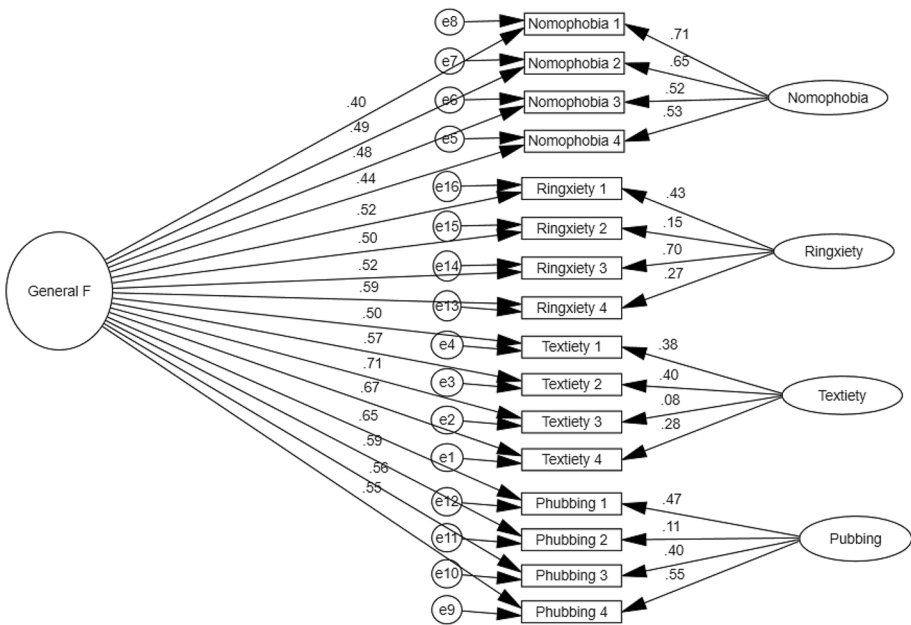 e8
Nomophobia 1
.71
e7
Nomophobia 2
.65
e6
Nomophobia 3
.52
Nomophobia
.40
.49
e5
Nomophobia 4
.53
.48
.44
e16
Ringxiety 1
.43
.52
e15
Ringxiety 2
.15
.50
Ringxiety
.52
e14
Ringxiety 3
.70
.59
e13
Ringxiety 4
.27
General F
.50
e4
Textiety 1
.38
.57
e3
Textiety 2
.40
Textiety
.71
e2
Textiety 3
.08
.67
e1
Textiety 4
.28
.65
.59
e12
Phubbing 1
.47
.56
e11
Phubbing 2
.11
Pubbing
.55
e10
Phubbing 3
.40
e9
Phubbing 4
.55